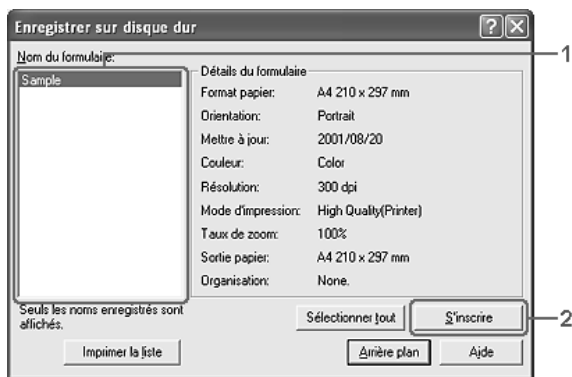 Enregistrer sur disque dur
Nom du formulaire:
1
Sample
Détails du formulaire
Format papier: A4 210 x 297 mm
Orientation: Portrait
Mettre à jour: 2001/08/20
Couleur: Color
Résolution: 300 dpi
Mode d'impression: High Quality(Printer)
Taux de zoom: 100%
Sortie papier: A4 210 x 297 mm
Organisation: None.
Seuls les noms enregistrés sont
affichés.
Sélectionner tout
S'inscrire
2
Imprimer la liste
Arrière plan
Aide